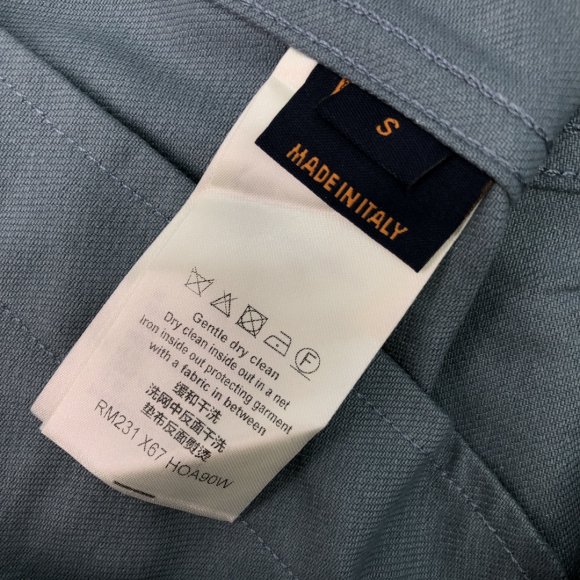 S
MADE IN ITALY
F
Gentle dry clean
Dry clean inside out in a net
Iron inside out protecting garment
with a fabric in between
缓和干洗
洗网中反面干洗
垫布反面熨烫
RM231 X67 HOA90W